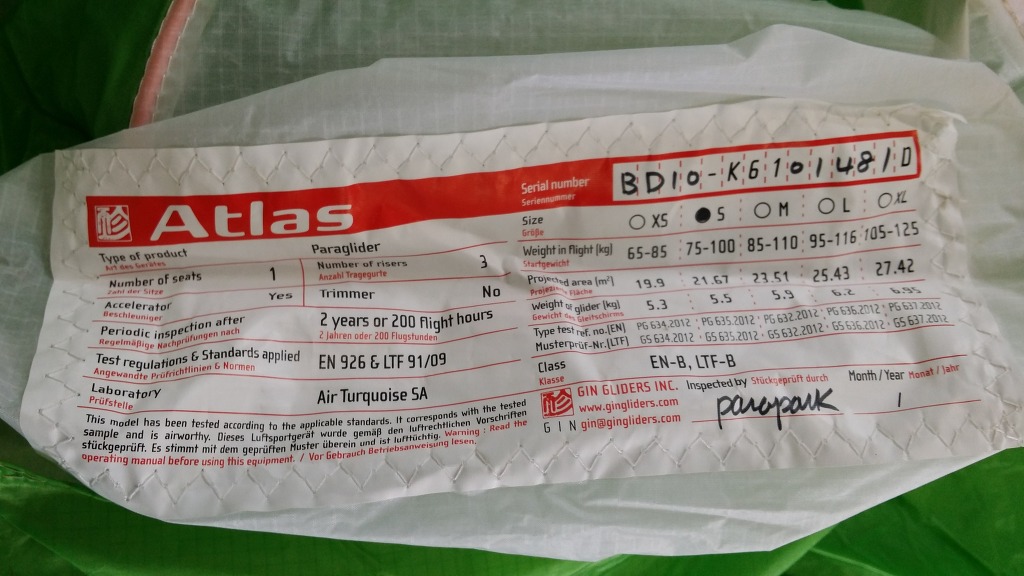 Atlas
Type of product Paraglider
Art des Gerätes
Number of seats 1 Number of risers 3
Zahl der Sitze Anzahl Tragegurte
Accelerator Yes Trimmer No
Beschleuniger
Periodic inspection after 2 years or 200 flight hours
Regelmäßige Nachprüfungen nach 2 Jahren oder 200 Flugstunden
Test regulations & Standards applied EN 926 & LTF 91/09
Angewandte Prüfrichtlinien & Normen
Laboratory Air Turquoise SA
Prüfstelle
This model has been tested according to the applicable standards. It corresponds with the tested
sample and is airworthy. Dieses Luftsportgerät wurde gemäß den luftrechtlichen Vorschriften
stückgeprüft. Es stimmt mit dem geprüften Muster überein und ist lufttüchtig. Warning : Read the
operating manual before using this equipment. / Vor Gebrauch Betriebsanweisung lesen.
Serial number BD10-K6101481D
Seriennummer
Size XS S M L XL
Größe
Weight in flight (kg) 65-85 75-100 85-110 95-116 105-125
Startgewicht
Projected area (m²) 19.9 21.67 23.51 25.43 27.42
Projezierte Fläche
Weight of glider (kg) 5.3 5.5 5.9 6.2 6.95
Gewicht des Gleitschirms
Type test ref. no.(EN) PG 634.2012 PG 635.2012 PG 632.2012 PG 636.2012 PG 637.2012
Musterprüf-Nr.(LTF) GS 634.2012 GS 635.2012 GS 632.2012 GS 636.2012 GS 637.2012
Class EN-B, LTF-B
Klasse
GIN GLIDERS INC. Inspected by Stückgeprüft durch Month/Year Monat/Jahr
www.gingliders.com parapark /
GIN gin@gingliders.com